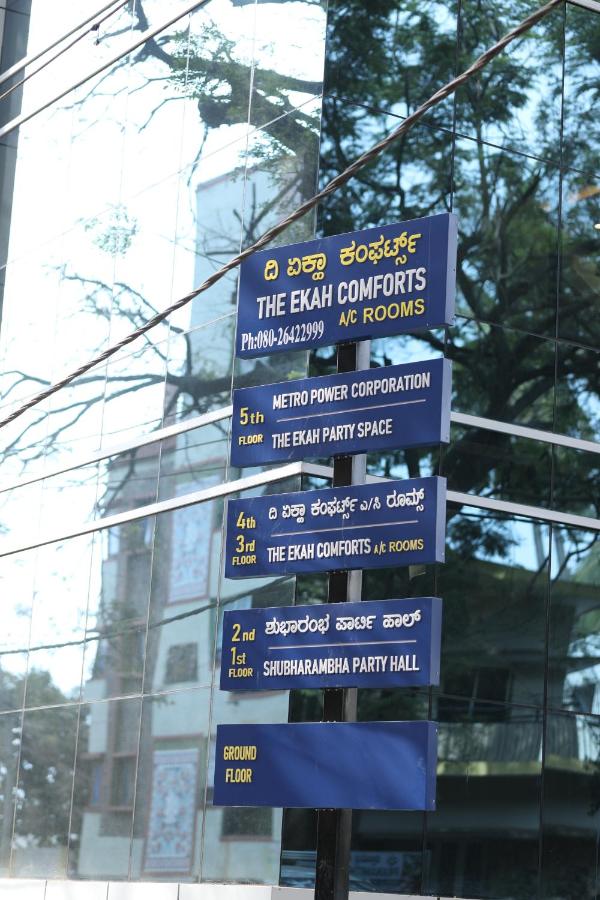 ದಿ ಏಕ್ಹಾ ಕಂಫರ್ಟ್ಸ್
THE EKAH COMFORTS
Ph:080-26422999 A/C ROOMS
5th FLOOR
METRO POWER CORPORATION
THE EKAH PARTY SPACE
4th
3rd
FLOOR
ದಿ ಏಕ್ಹಾ ಕಂಫರ್ಟ್ಸ್ ಎ/ಸಿ ರೂಮ್ಸ್
THE EKAH COMFORTS A/C ROOMS
2nd
1st
FLOOR
ಶುಭಾರಂಭ ಪಾರ್ಟಿ ಹಾಲ್
SHUBHARAMBHA PARTY HALL
GROUND
FLOOR